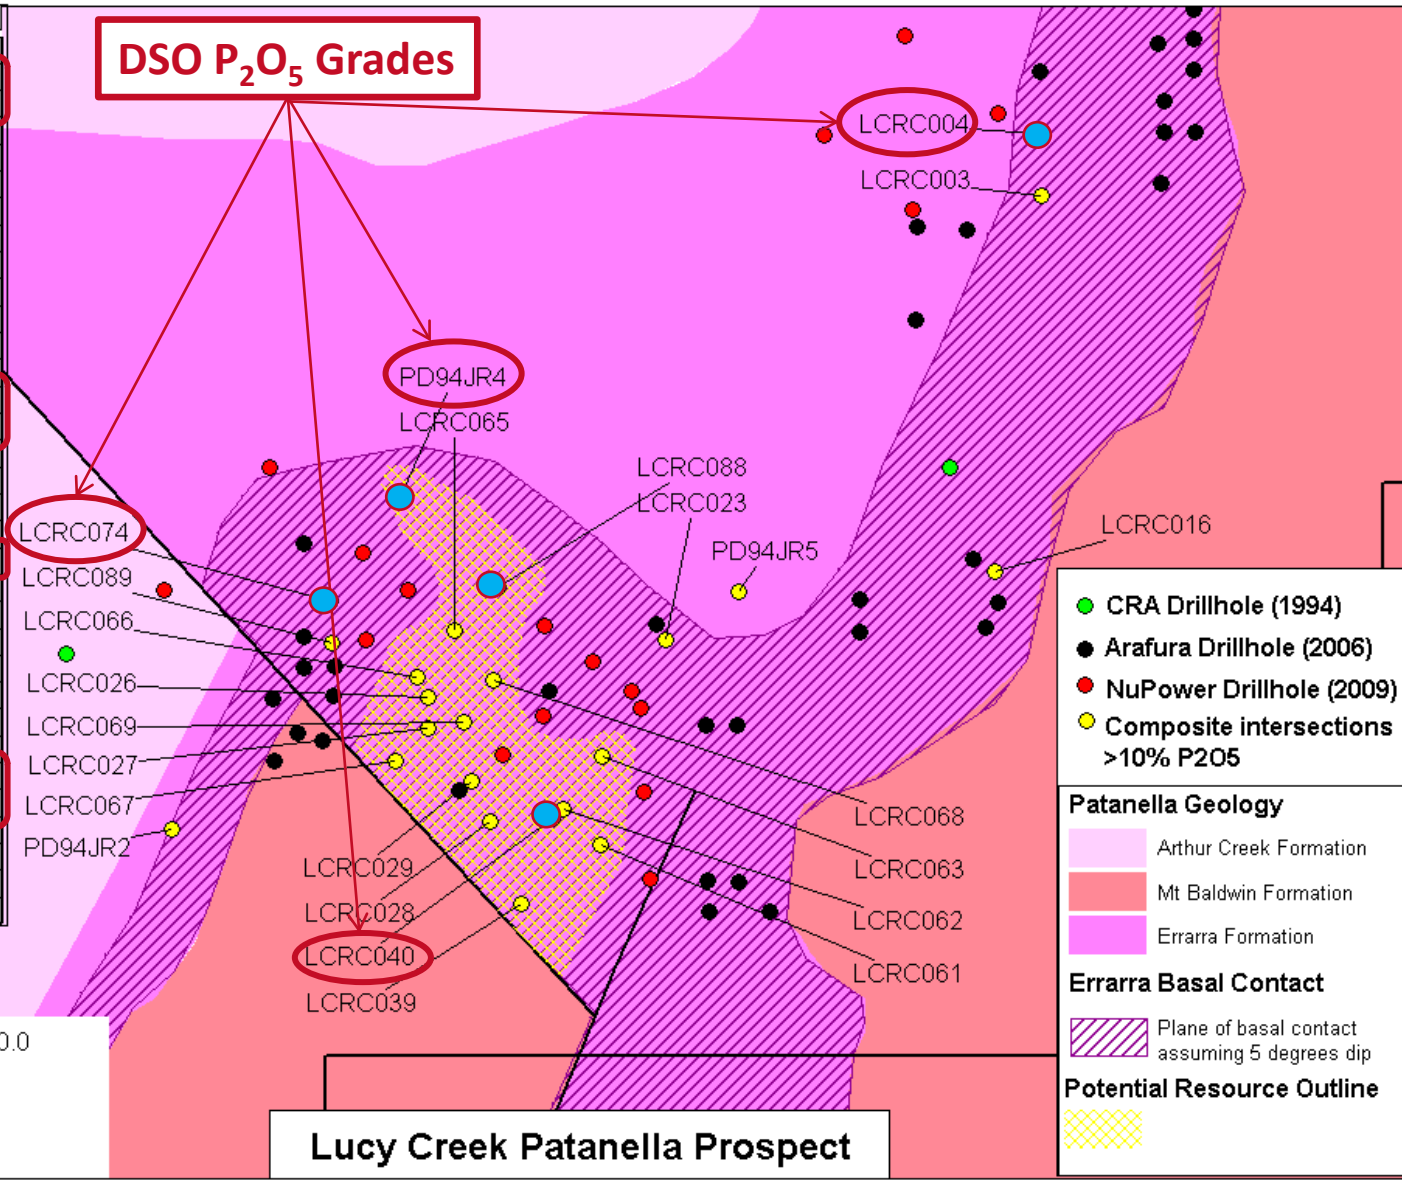 DSO P₂O₅ Grades
LCRC004
LCRC003
PD94JR4
LCRC065
LCRC088
LCRC023
PD94JR5
LCRC016
LCRC074
LCRC089
LCRC066
LCRC026
LCRC069
LCRC027
LCRC067
PD94JR2
LCRC029
LCRC028
LCRC040
LCRC039
LCRC068
LCRC063
LCRC062
LCRC061
0.0
CRA Drillhole (1994)
Arafura Drillhole (2006)
NuPower Drillhole (2009)
Composite intersections
>10% P2O5
Patanella Geology
Arthur Creek Formation
Mt Baldwin Formation
Errarra Formation
Errarra Basal Contact
Plane of basal contact
assuming 5 degrees dip
Potential Resource Outline
Lucy Creek Patanella Prospect